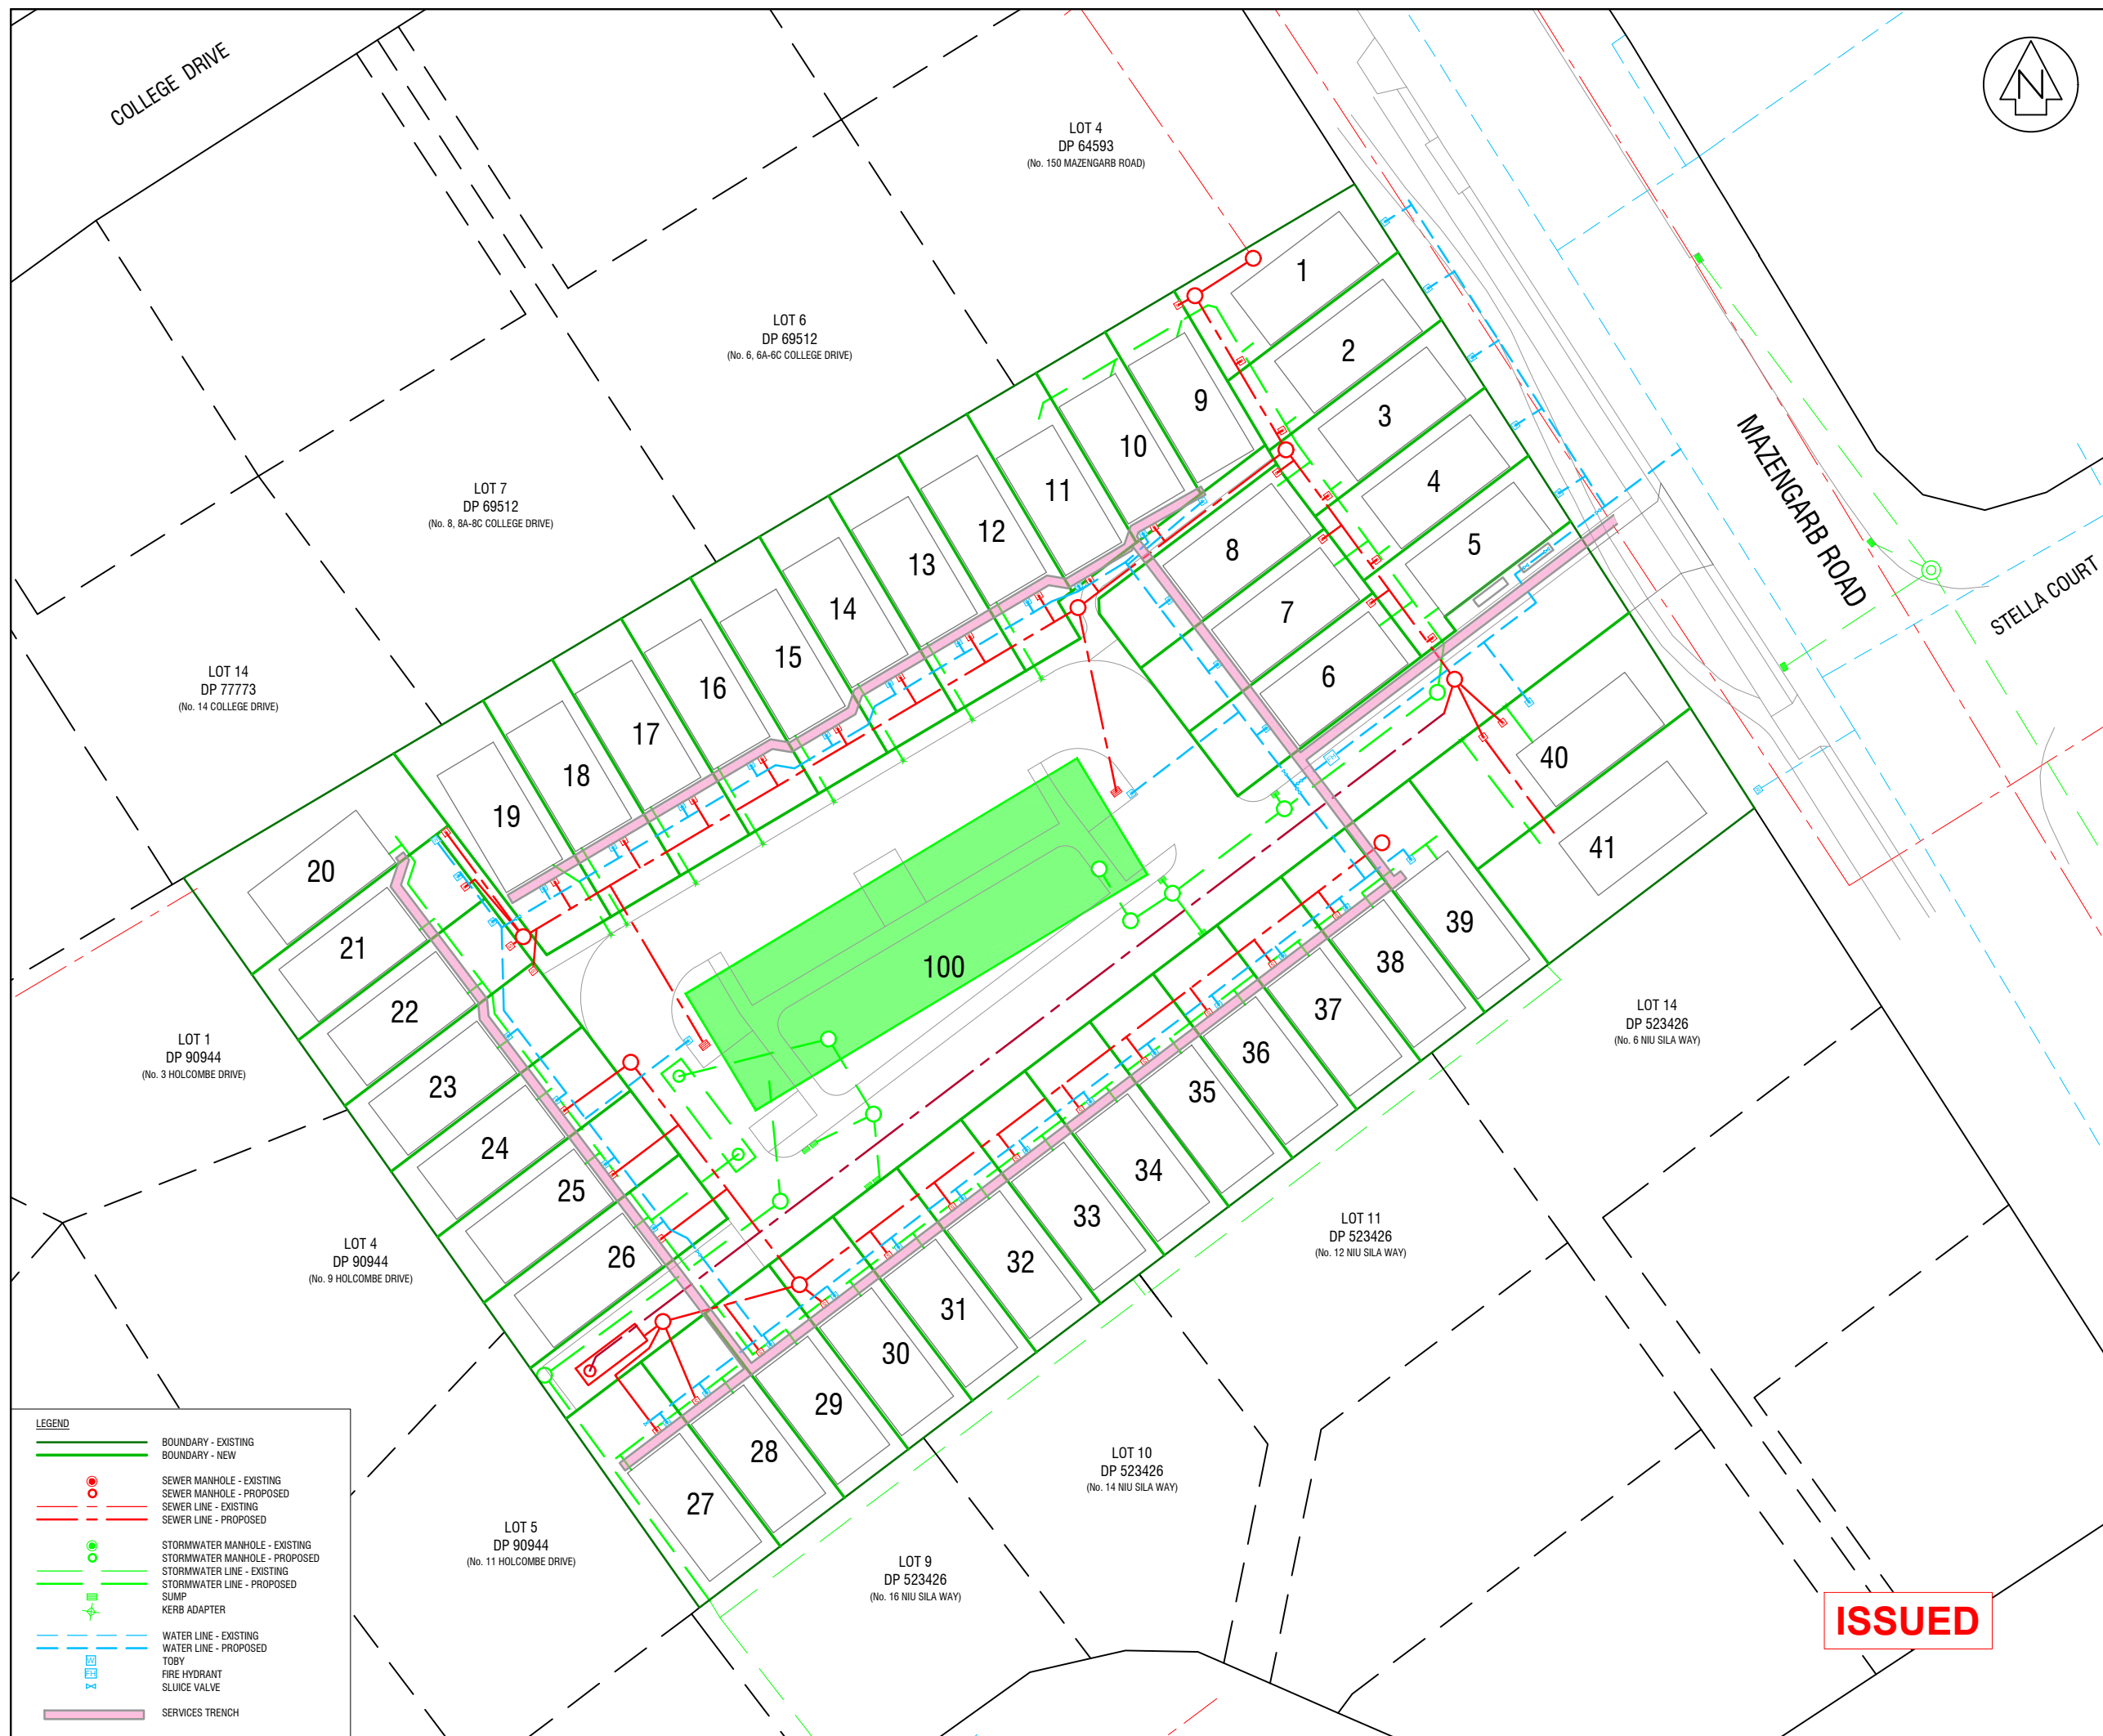 COLLEGE DRIVE
N
LOT 4
DP 64593
(No. 150 MAZENGARB ROAD)
LOT 6
DP 69512
(No. 6, 6A-6C COLLEGE DRIVE)
LOT 7
DP 69512
(No. 8, 8A-8C COLLEGE DRIVE)
LOT 14
DP 77773
(No. 14 COLLEGE DRIVE)
MAZENGARB ROAD
STELLA COURT
1
2
3
4
5
6
7
8
9
10
11
12
13
14
15
16
17
18
19
20
21
22
23
24
25
26
27
28
29
30
31
32
33
34
35
36
37
38
39
40
41
100
FH
LOT 1
DP 90944
(No. 3 HOLCOMBE DRIVE)
LOT 4
DP 90944
(No. 9 HOLCOMBE DRIVE)
LOT 5
DP 90944
(No. 11 HOLCOMBE DRIVE)
LOT 14
DP 523426
(No. 6 NIU SILA WAY)
LOT 11
DP 523426
(No. 12 NIU SILA WAY)
LOT 10
DP 523426
(No. 14 NIU SILA WAY)
LOT 9
DP 523426
(No. 16 NIU SILA WAY)
LEGEND
BOUNDARY - EXISTING
BOUNDARY - NEW
SEWER MANHOLE - EXISTING
SEWER MANHOLE - PROPOSED
SEWER LINE - EXISTING
SEWER LINE - PROPOSED
STORMWATER MANHOLE - EXISTING
STORMWATER MANHOLE - PROPOSED
STORMWATER LINE - EXISTING
STORMWATER LINE - PROPOSED
SUMP
KERB ADAPTER
WATER LINE - EXISTING
WATER LINE - PROPOSED
W TOBY
FH FIRE HYDRANT
SLUICE VALVE
SERVICES TRENCH
ISSUED